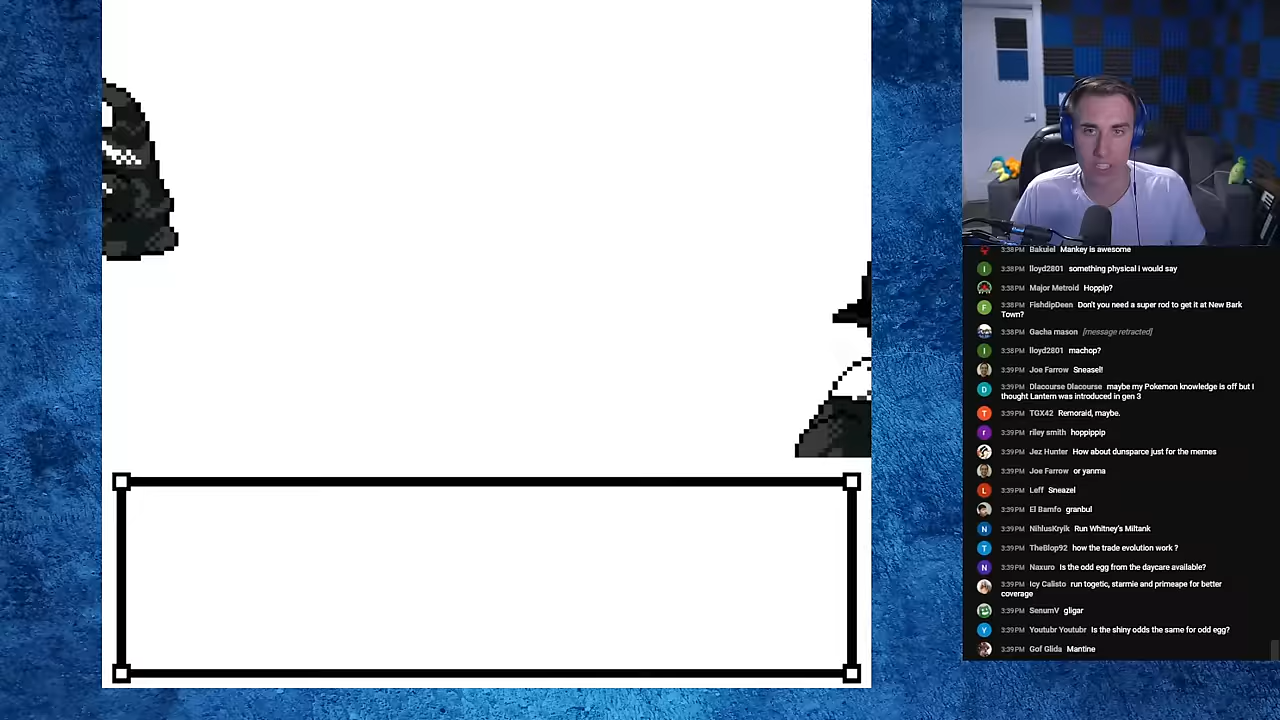 3:38PM Bakuiel Mankey is awesome
3:38PM lloyd2801 something physical I would say
3:38PM Major Metroid Hoppip?
3:38PM FishdipDeen Don't you need a super rod to get it at New Bark
Town?
3:38PM Gacha mason [message retracted]
3:38PM lloyd2801 machop?
3:39PM Joe Farrow Sneasel!
3:39PM Dlacourse Dlacourse maybe my Pokemon knowledge is off but I
thought Lantern was introduced in gen 3
3:39PM TGX42 Remoraid, maybe.
3:39PM riley smith hoppippip
3:39PM Jez Hunter How about dunsparce just for the memes
3:39PM Joe Farrow or yanma
3:39PM Leff Sneazel
3:39PM El Bamfo granbul
3:39PM NihlusKryik Run Whitney's Miltank
3:39PM TheBlop92 how the trade evolution work ?
3:39PM Naxuro Is the odd egg from the daycare available?
3:39PM Icy Calisto run togetic, starmie and primeape for better
coverage
3:39PM SenumV gligar
3:39PM Youtubr Youtubr Is the shiny odds the same for odd egg?
3:39PM Gof Glida Mantine